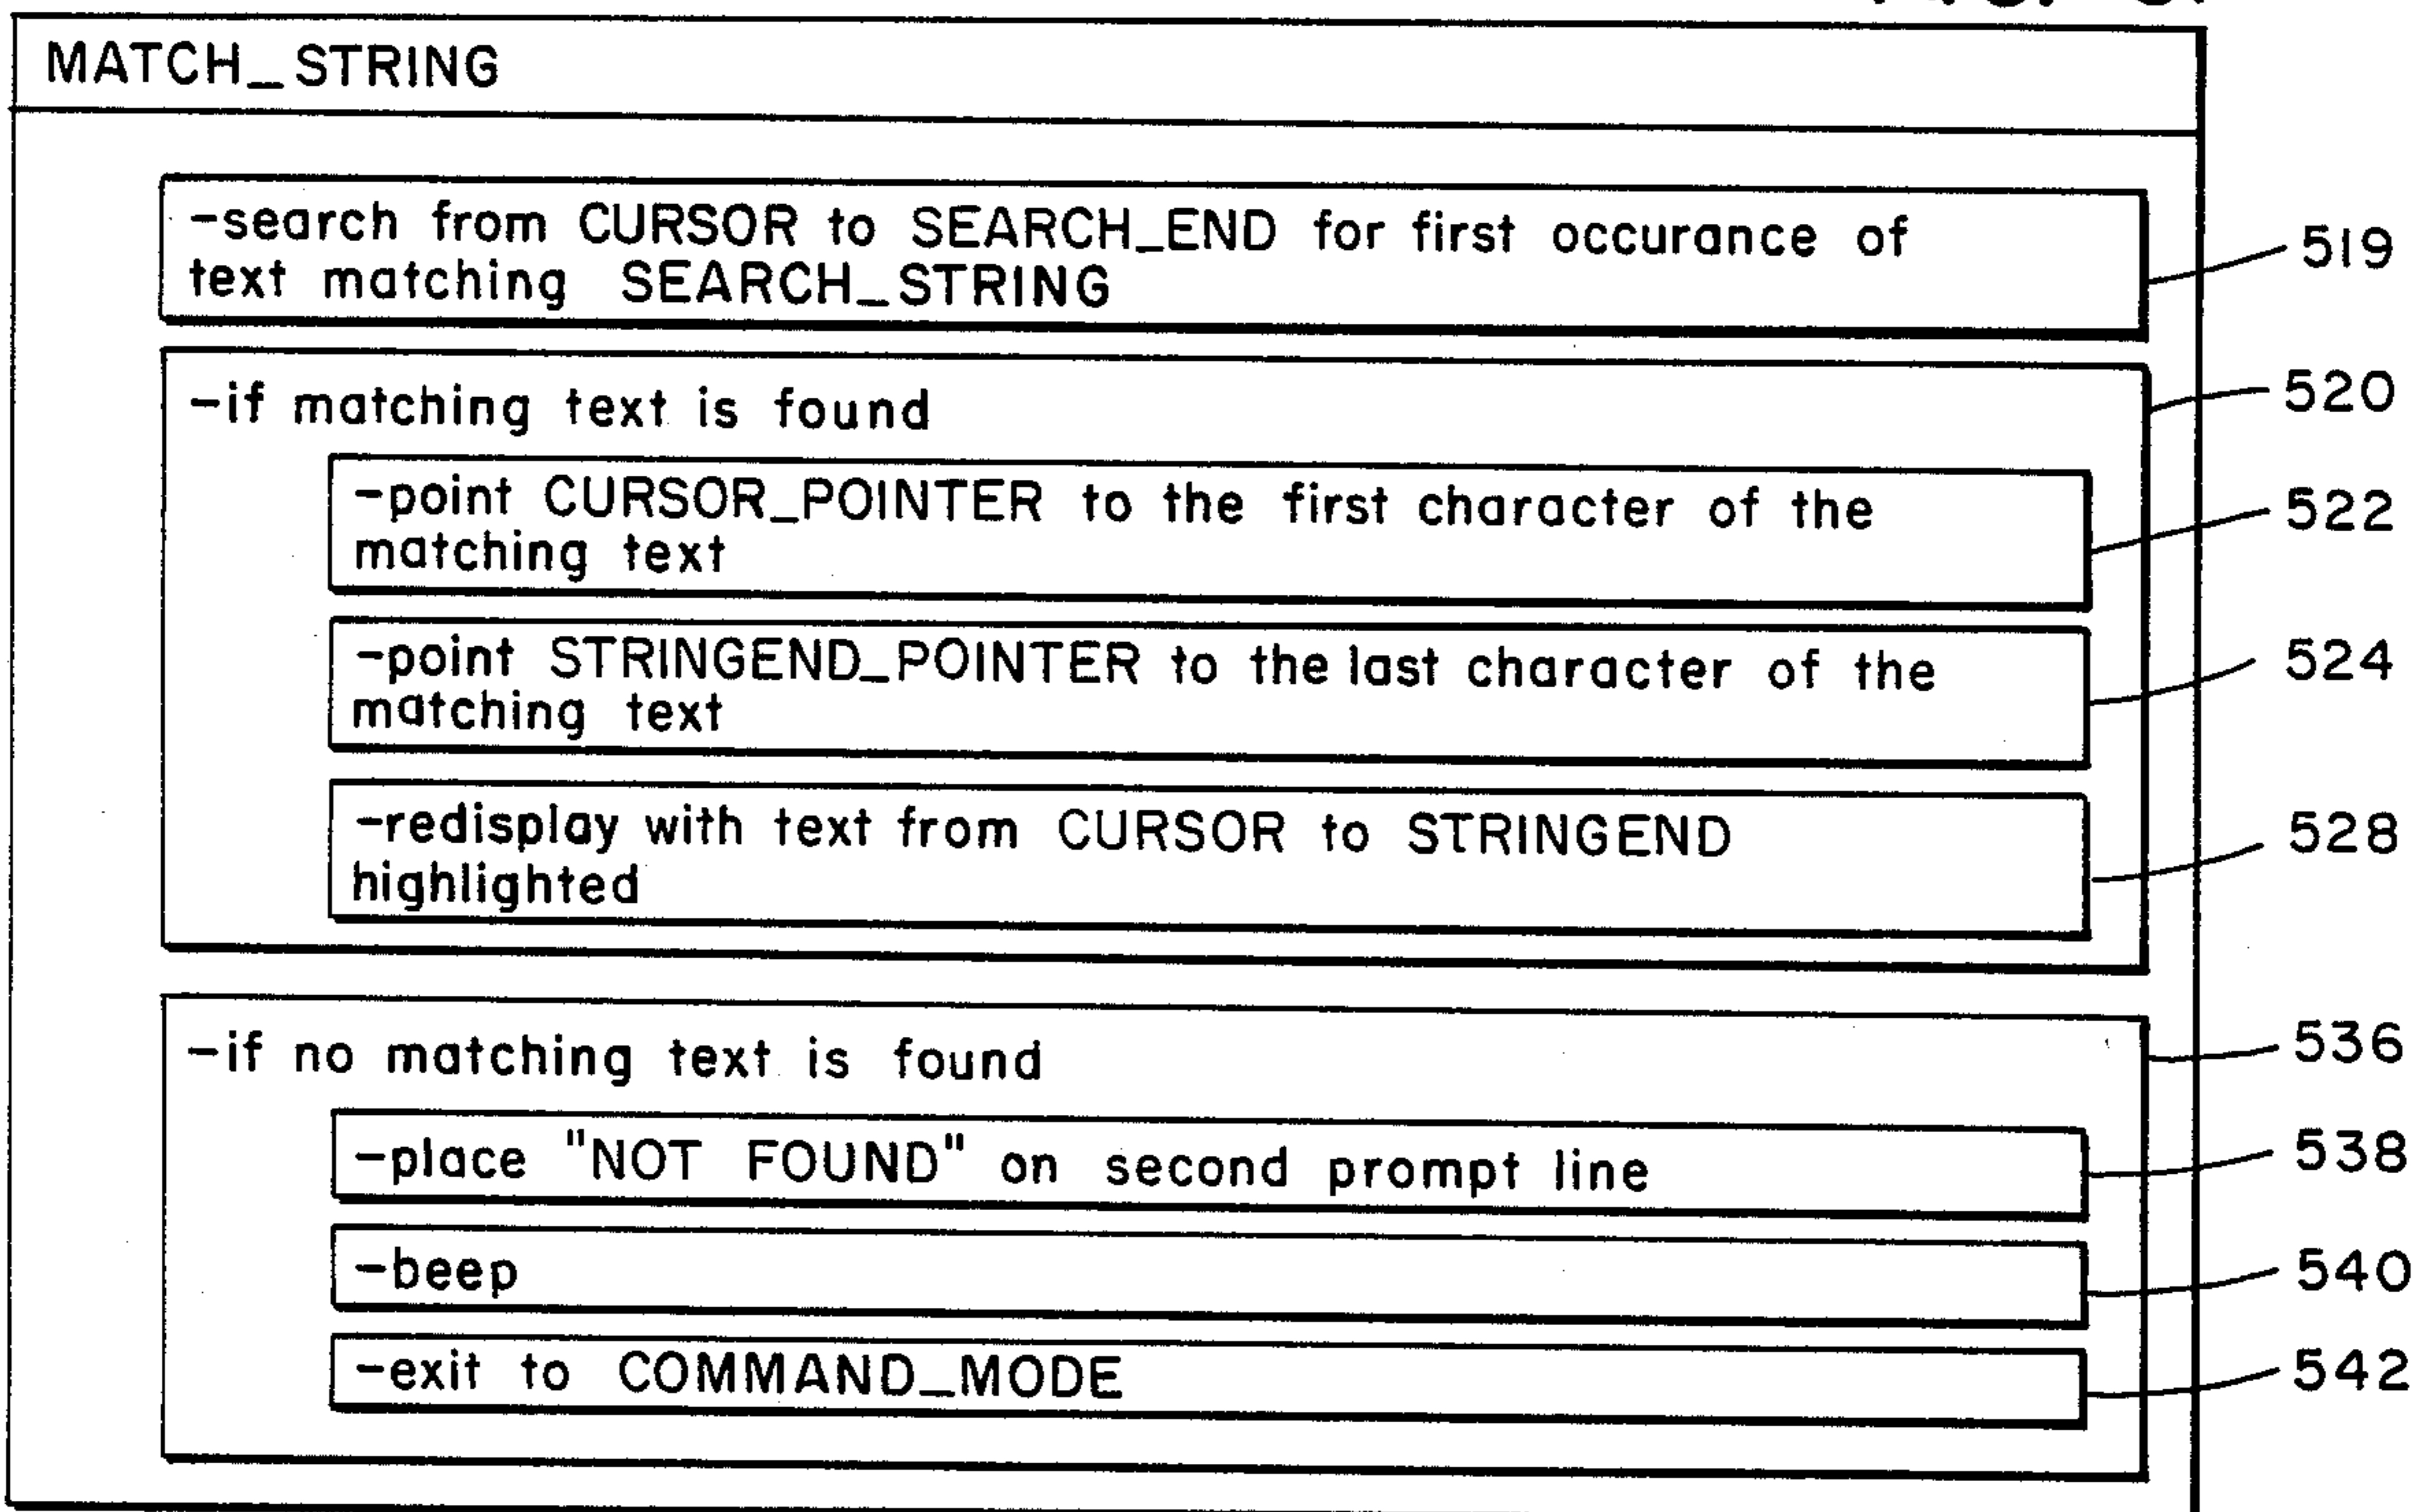 MATCH_STRING
-search from CURSOR to SEARCH_END for first occurance of
text matching SEARCH_STRING
519
-if matching text is found
520
-point CURSOR_POINTER to the first character of the
matching text
522
-point STRINGEND_POINTER to the last character of the
matching text
524
-redisplay with text from CURSOR to STRINGEND
highlighted
528
-if no matching text is found
536
-place "NOT FOUND" on second prompt line
538
-beep
540
-exit to COMMAND_MODE
542